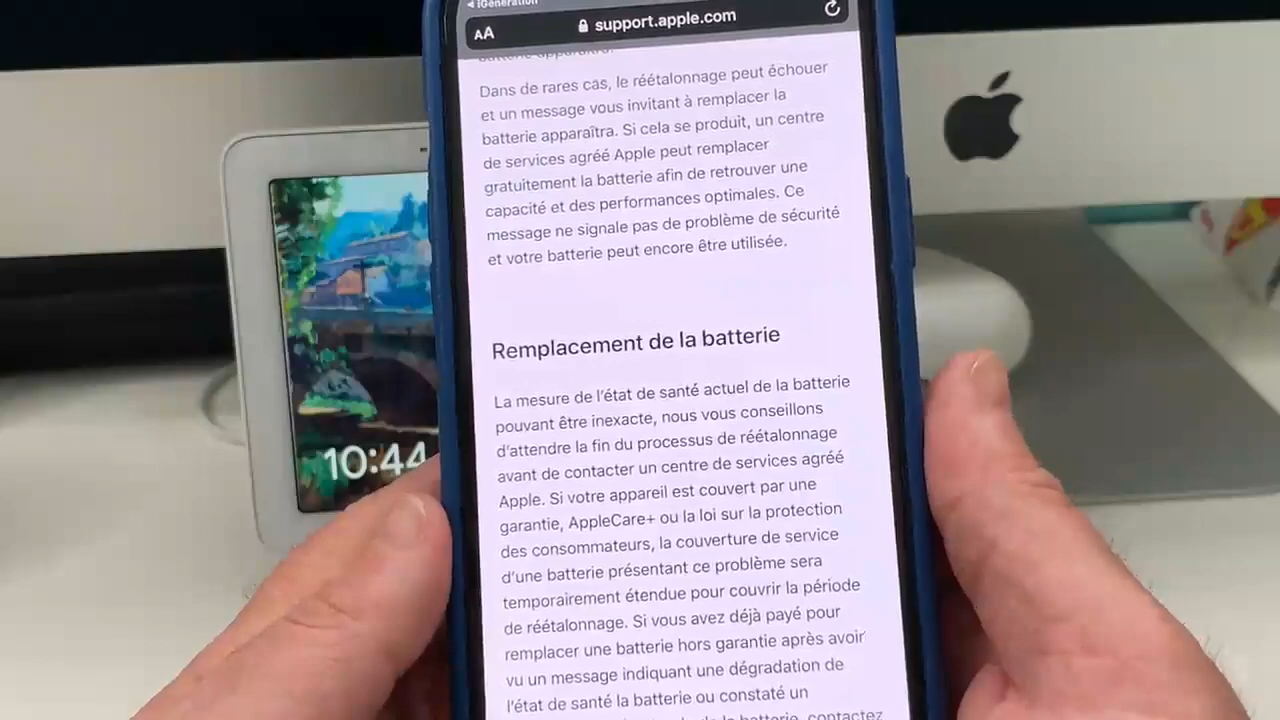 ◀ iGeneration
AA
support.apple.com
batterie apparaîtra.
Dans de rares cas, le réétalonnage peut échouer
et un message vous invitant à remplacer la
batterie apparaîtra. Si cela se produit, un centre
de services agréé Apple peut remplacer
gratuitement la batterie afin de retrouver une
capacité et des performances optimales. Ce
message ne signale pas de problème de sécurité
et votre batterie peut encore être utilisée.
Remplacement de la batterie
La mesure de l’état de santé actuel de la batterie
pouvant être inexacte, nous vous conseillons
d’attendre la fin du processus de réétalonnage
avant de contacter un centre de services agréé
Apple. Si votre appareil est couvert par une
garantie, AppleCare+ ou la loi sur la protection
des consommateurs, la couverture de service
d’une batterie présentant ce problème sera
temporairement étendue pour couvrir la période
de réétalonnage. Si vous avez déjà payé pour
remplacer une batterie hors garantie après avoir
vu un message indiquant une dégradation de
l’état de santé la batterie ou constaté un
de la batterie, contactez
10:44